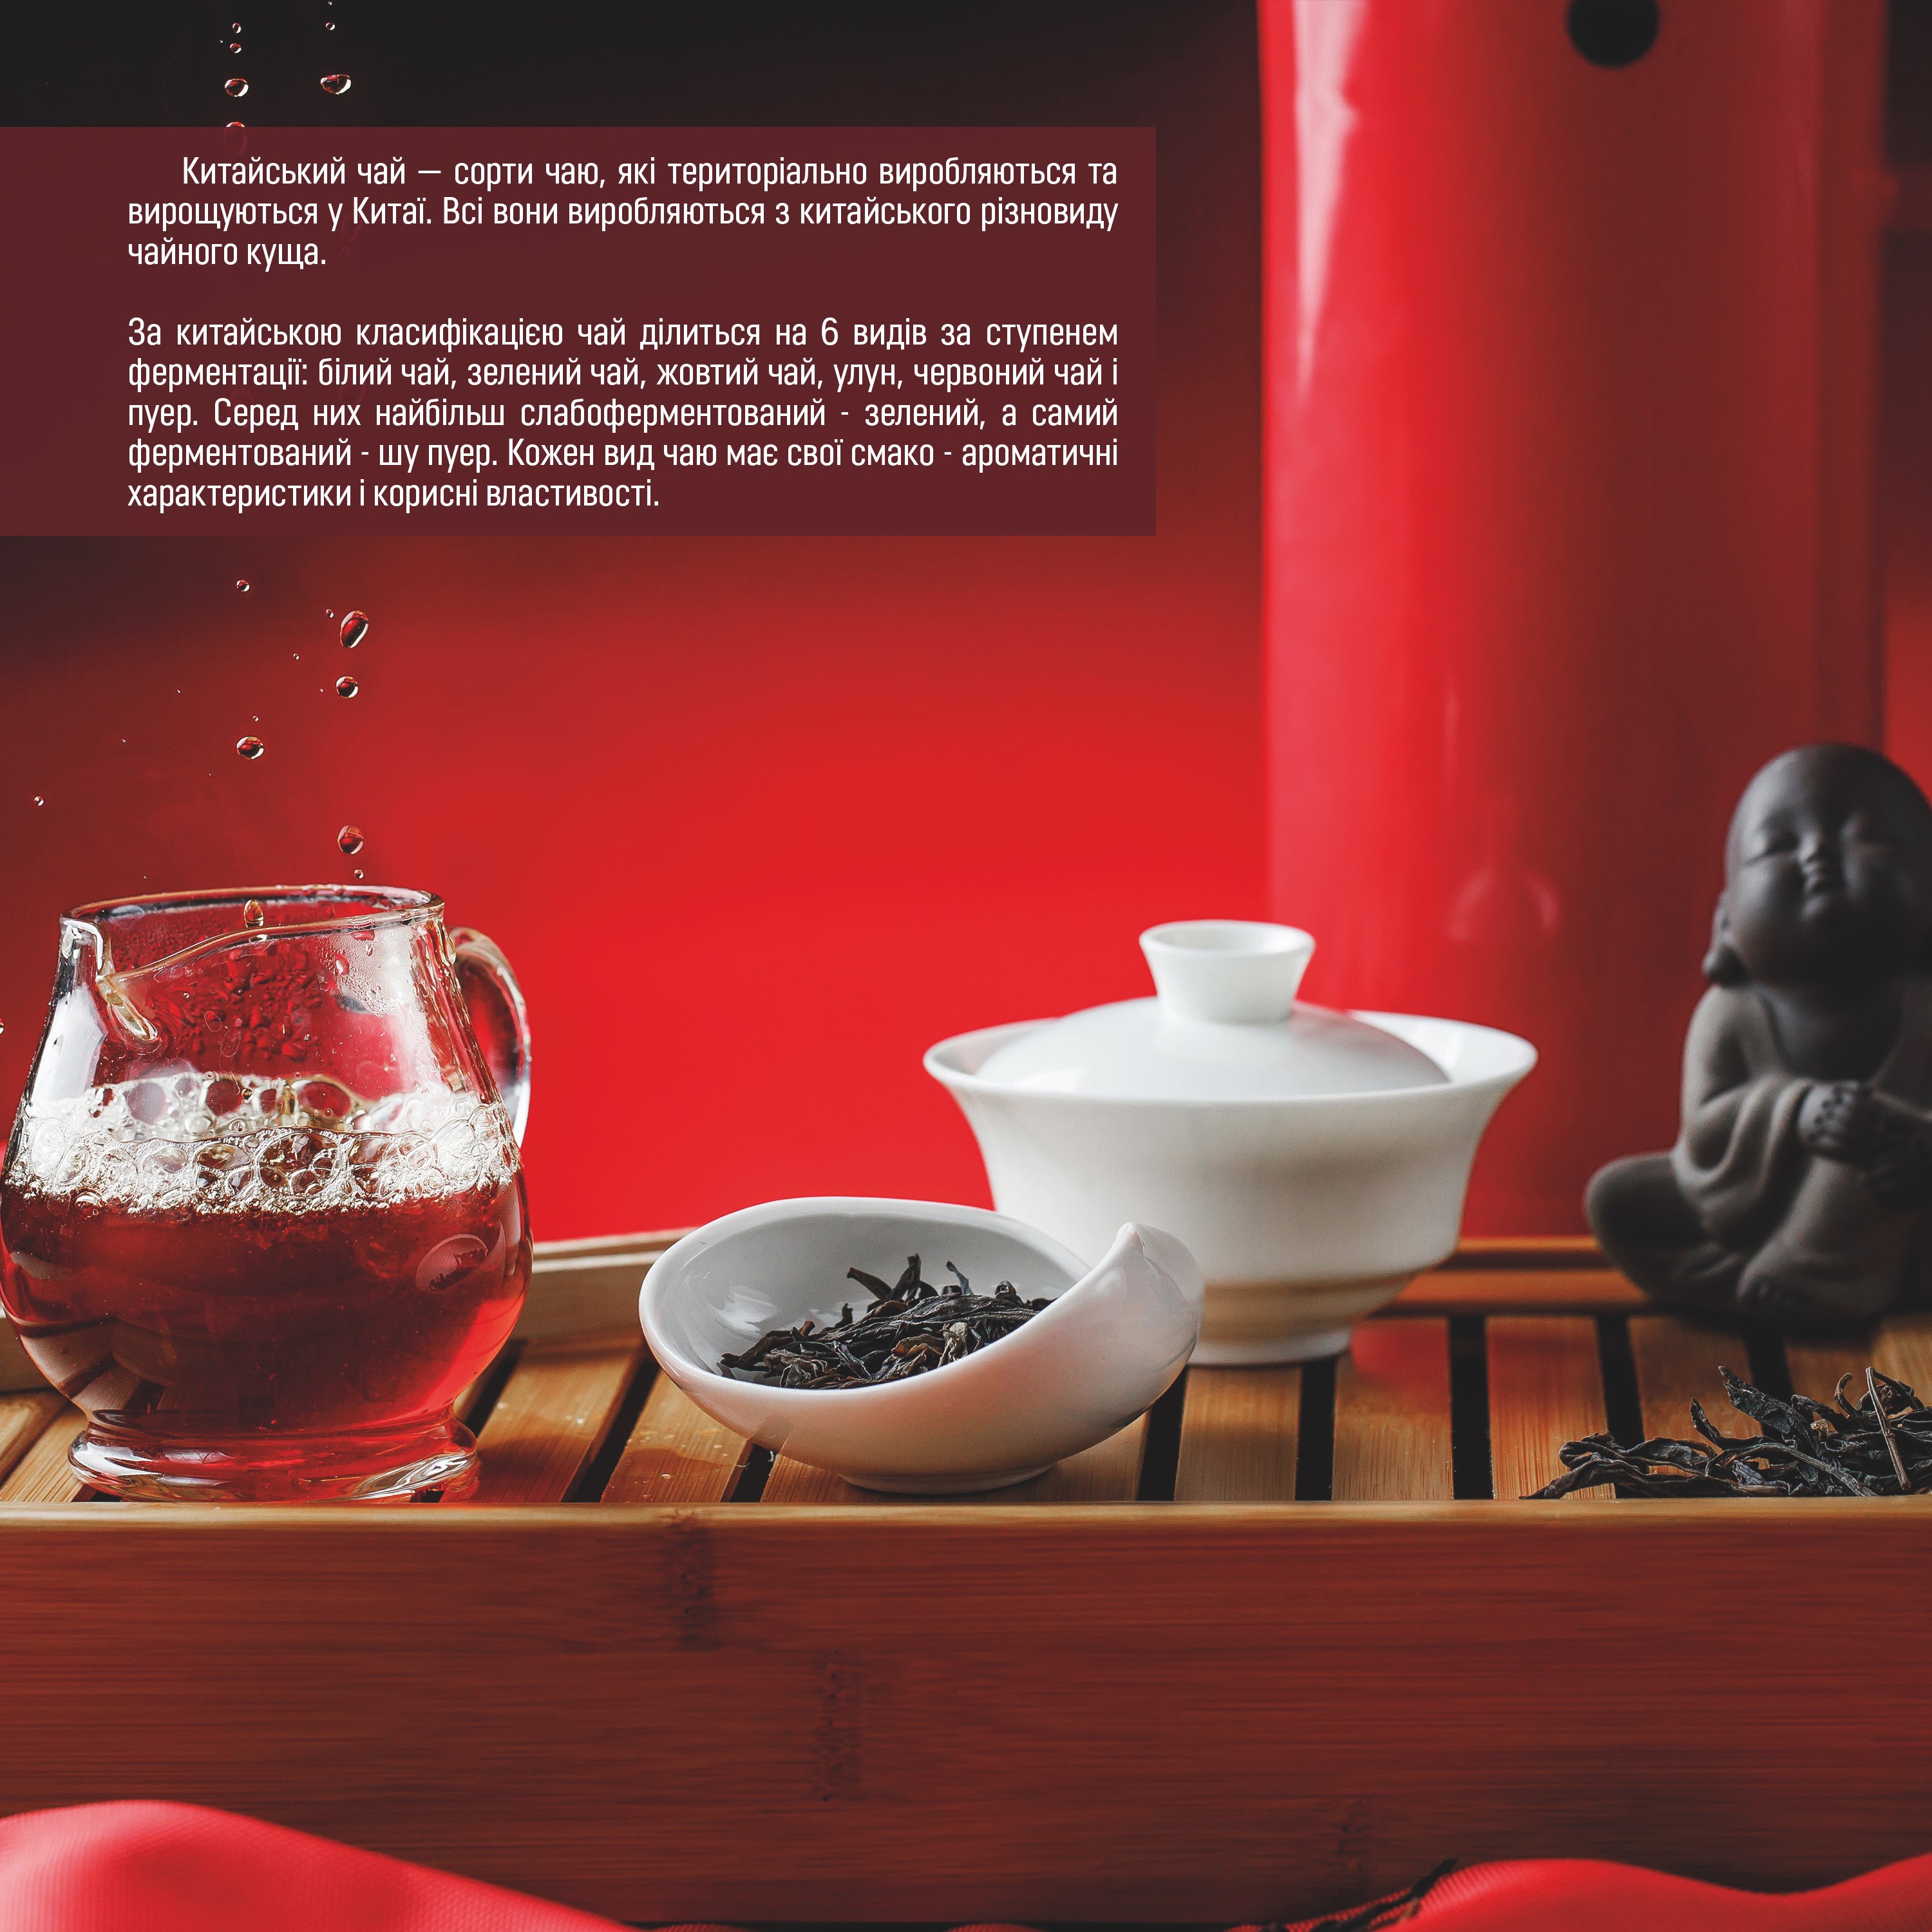 Китайський чай – сорти чаю, які територіально виробляються та
вирощуються у Китаї. Всі вони виробляються з китайського різновиду
чайного куща.
За китайською класифікацією чай ділиться на 6 видів за ступенем
ферментації: білий чай, зелений чай, жовтий чай, улун, червоний чай і
пуер. Серед них найбільш слабоферментований - зелений, а самий
ферментований - шу пуер. Кожен вид чаю має свої смако - ароматичні
характеристики і корисні властивості.